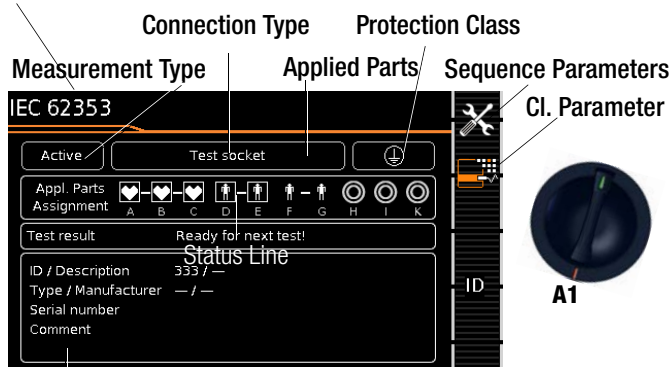 Connection Type
Protection Class
Measurement Type
Applied Parts
Sequence Parameters
IEC 62353
Cl. Parameter
Active
Test socket
Appl. Parts
Assignment
A B C D E F G H I K
Test result
Ready for next test!
Status Line
ID / Description
333 / —
ID
Type / Manufacturer
— / —
A1
Serial number
Comment